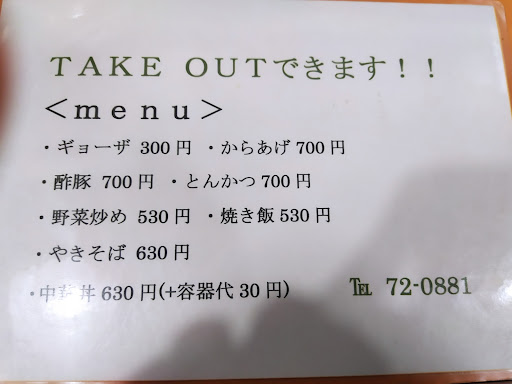 ＴＡＫＥ ＯＵＴできます！！
＜ｍｅｎｕ＞
・ギョーザ 300円 ・からあげ 700円
・酢豚 700円 ・とんかつ 700円
・野菜炒め 530円 ・焼き飯 530円
・やきそば 630円
・中華丼 630円(+容器代 30円) ℡ 72-0881